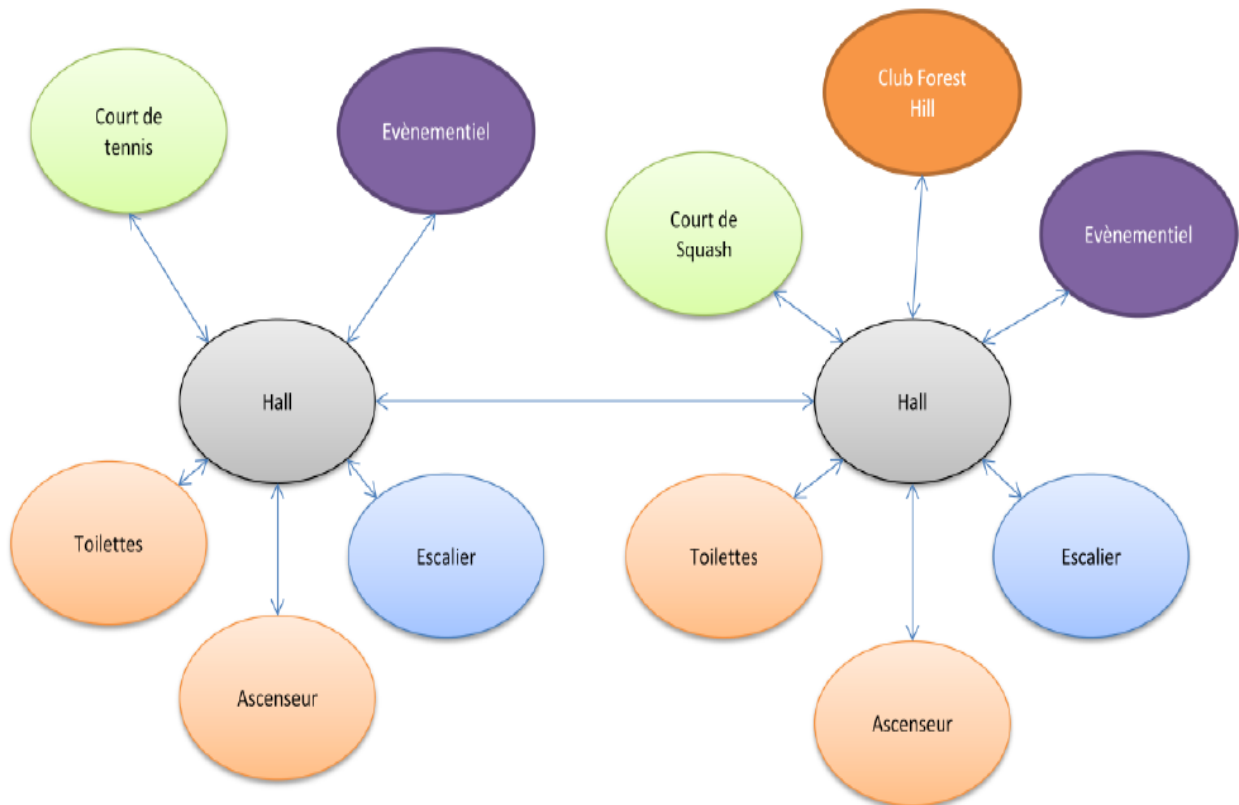 Club Forest
Hill
Court de
tennis
Evènementiel
Court de
Squash
Evènementiel
Hall
Hall
Toilettes
Escalier
Toilettes
Escalier
Ascenseur
Ascenseur